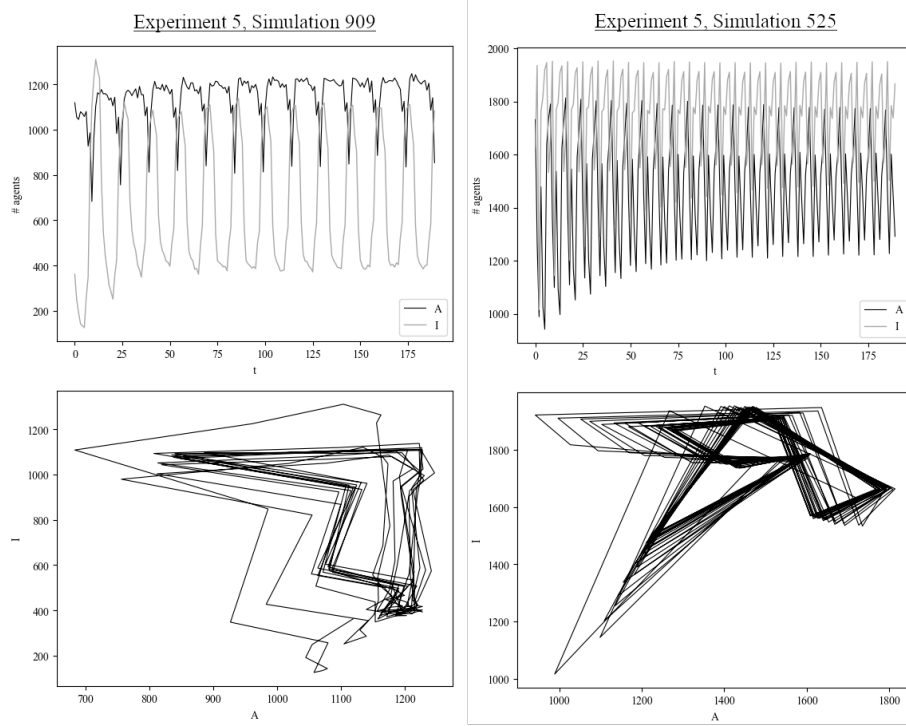 Experiment 5, Simulation 909
1200
1000
800
600
400
200
# agents
0 25 50 75 100 125 150 175
t
A
I
1200
1000
800
600
400
200
I
700 800 900 1000 1100 1200
A
Experiment 5, Simulation 525
2000
1800
1600
1400
1200
1000
# agents
0 25 50 75 100 125 150 175
t
A
I
1800
1600
1400
1200
1000
I
1000 1200 1400 1600 1800
A